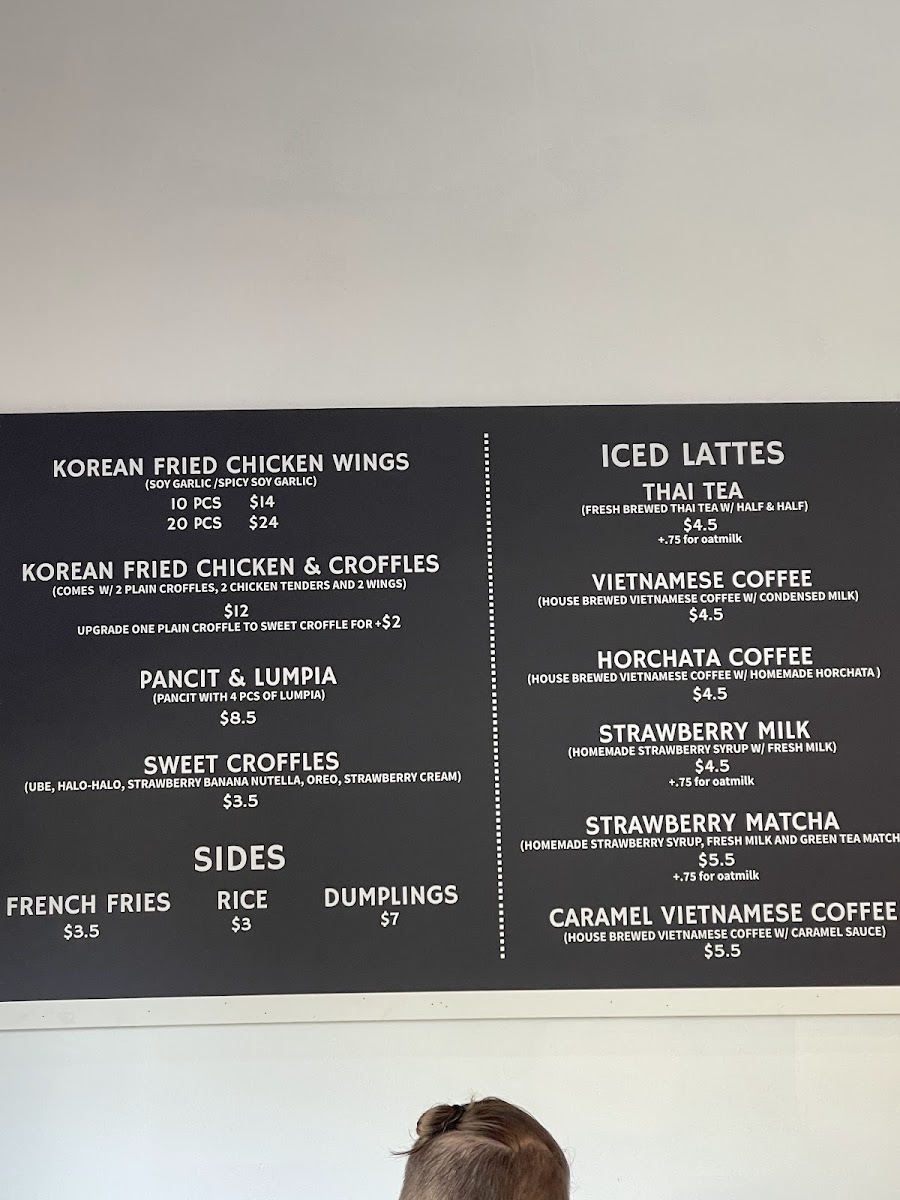 KOREAN FRIED CHICKEN WINGS
(SOY GARLIC /SPICY SOY GARLIC)
10 PCS $14
20 PCS $24
KOREAN FRIED CHICKEN & CROFFLES
(COMES W/ 2 PLAIN CROFFLES, 2 CHICKEN TENDERS AND 2 WINGS)
$12
UPGRADE ONE PLAIN CROFFLE TO SWEET CROFFLE FOR +$2
PANCIT & LUMPIA
(PANCIT WITH 4 PCS OF LUMPIA)
$8.5
SWEET CROFFLES
(UBE, HALO-HALO, STRAWBERRY BANANA NUTELLA, OREO, STRAWBERRY CREAM)
$3.5
SIDES
FRENCH FRIES RICE DUMPLINGS
$3.5 $3 $7
ICED LATTES
THAI TEA
(FRESH BREWED THAI TEA W/ HALF & HALF)
$4.5
+.75 for oatmilk
VIETNAMESE COFFEE
(HOUSE BREWED VIETNAMESE COFFEE W/ CONDENSED MILK)
$4.5
HORCHATA COFFEE
(HOUSE BREWED VIETNAMESE COFFEE W/ HOMEMADE HORCHATA )
$4.5
STRAWBERRY MILK
(HOMEMADE STRAWBERRY SYRUP W/ FRESH MILK)
$4.5
+.75 for oatmilk
STRAWBERRY MATCHA
(HOMEMADE STRAWBERRY SYRUP, FRESH MILK AND GREEN TEA MATCH
$5.5
+.75 for oatmilk
CARAMEL VIETNAMESE COFFEE
(HOUSE BREWED VIETNAMESE COFFEE W/ CARAMEL SAUCE)
$5.5